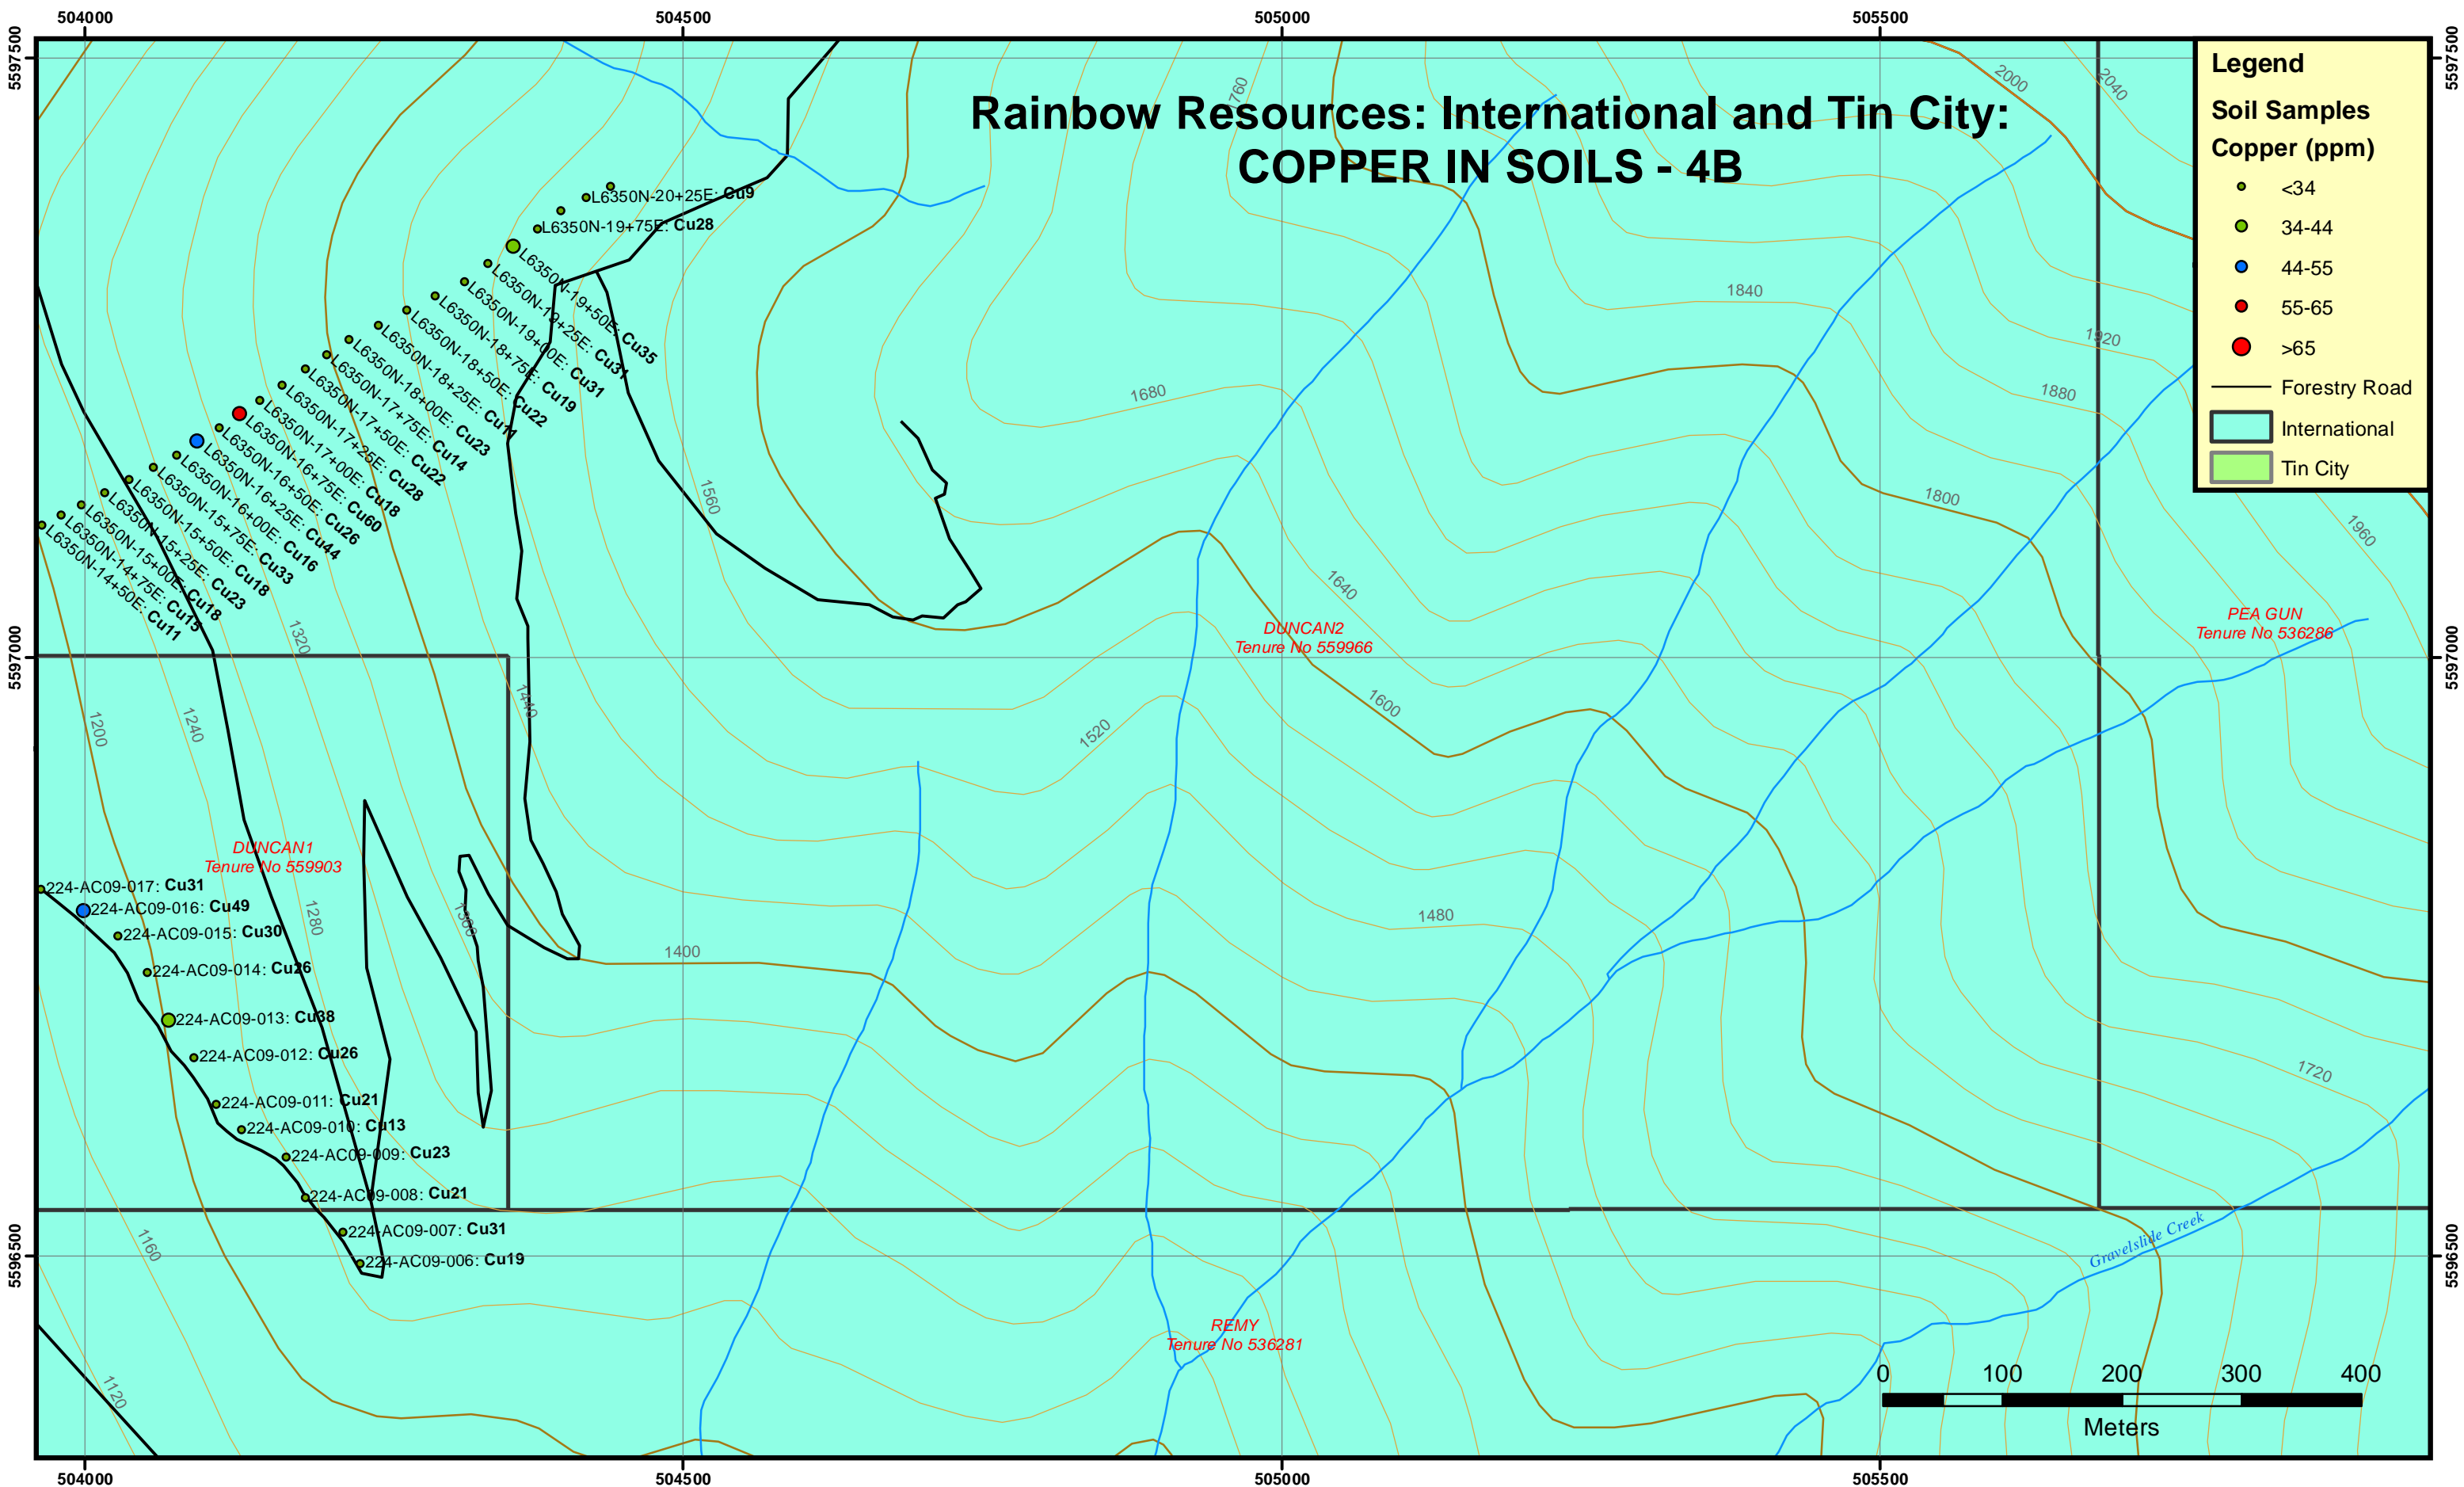 504000
504500
505000
505500
5597500
5597500
Rainbow Resources: International and Tin City:
COPPER IN SOILS - 4B
Legend
Soil Samples
Copper (ppm)
<34
34-44
44-55
55-65
>65
Forestry Road
International
Tin City
1760
2000
2040
1840
1920
1880
1680
1800
1960
1560
1640
L6350N-20+25E: Cu9
L6350N-19+75E: Cu28
L6350N-19+50E: Cu35
L6350N-19+25E: Cu31
L6350N-19+00E: Cu31
L6350N-18+75E: Cu19
L6350N-18+50E: Cu22
L6350N-18+25E: Cu11
L6350N-18+00E: Cu23
L6350N-17+75E: Cu14
L6350N-17+50E: Cu22
L6350N-17+25E: Cu28
L6350N-17+00E: Cu18
L6350N-16+75E: Cu60
L6350N-16+50E: Cu26
L6350N-16+25E: Cu44
L6350N-16+00E: Cu16
L6350N-15+75E: Cu33
L6350N-15+50E: Cu18
L6350N-15+25E: Cu23
L6350N-15+00E: Cu18
L6350N-14+75E: Cu15
L6350N-14+50E: Cu11
5597000
5597000
DUNCAN2
Tenure No 559966
PEA GUN
Tenure No 536286
1320
1200
1240
1440
1520
1600
DUNCAN1
Tenure No 559903
1280
1360
1400
1480
1720
224-AC09-017: Cu31
224-AC09-016: Cu49
224-AC09-015: Cu30
224-AC09-014: Cu26
224-AC09-013: Cu38
224-AC09-012: Cu26
224-AC09-011: Cu21
224-AC09-010: Cu13
224-AC09-009: Cu23
224-AC09-008: Cu21
224-AC09-007: Cu31
224-AC09-006: Cu19
Gravelslide Creek
5596500
5596500
1160
1120
REMY
Tenure No 536281
0 100 200 300 400
Meters
504000
504500
505000
505500